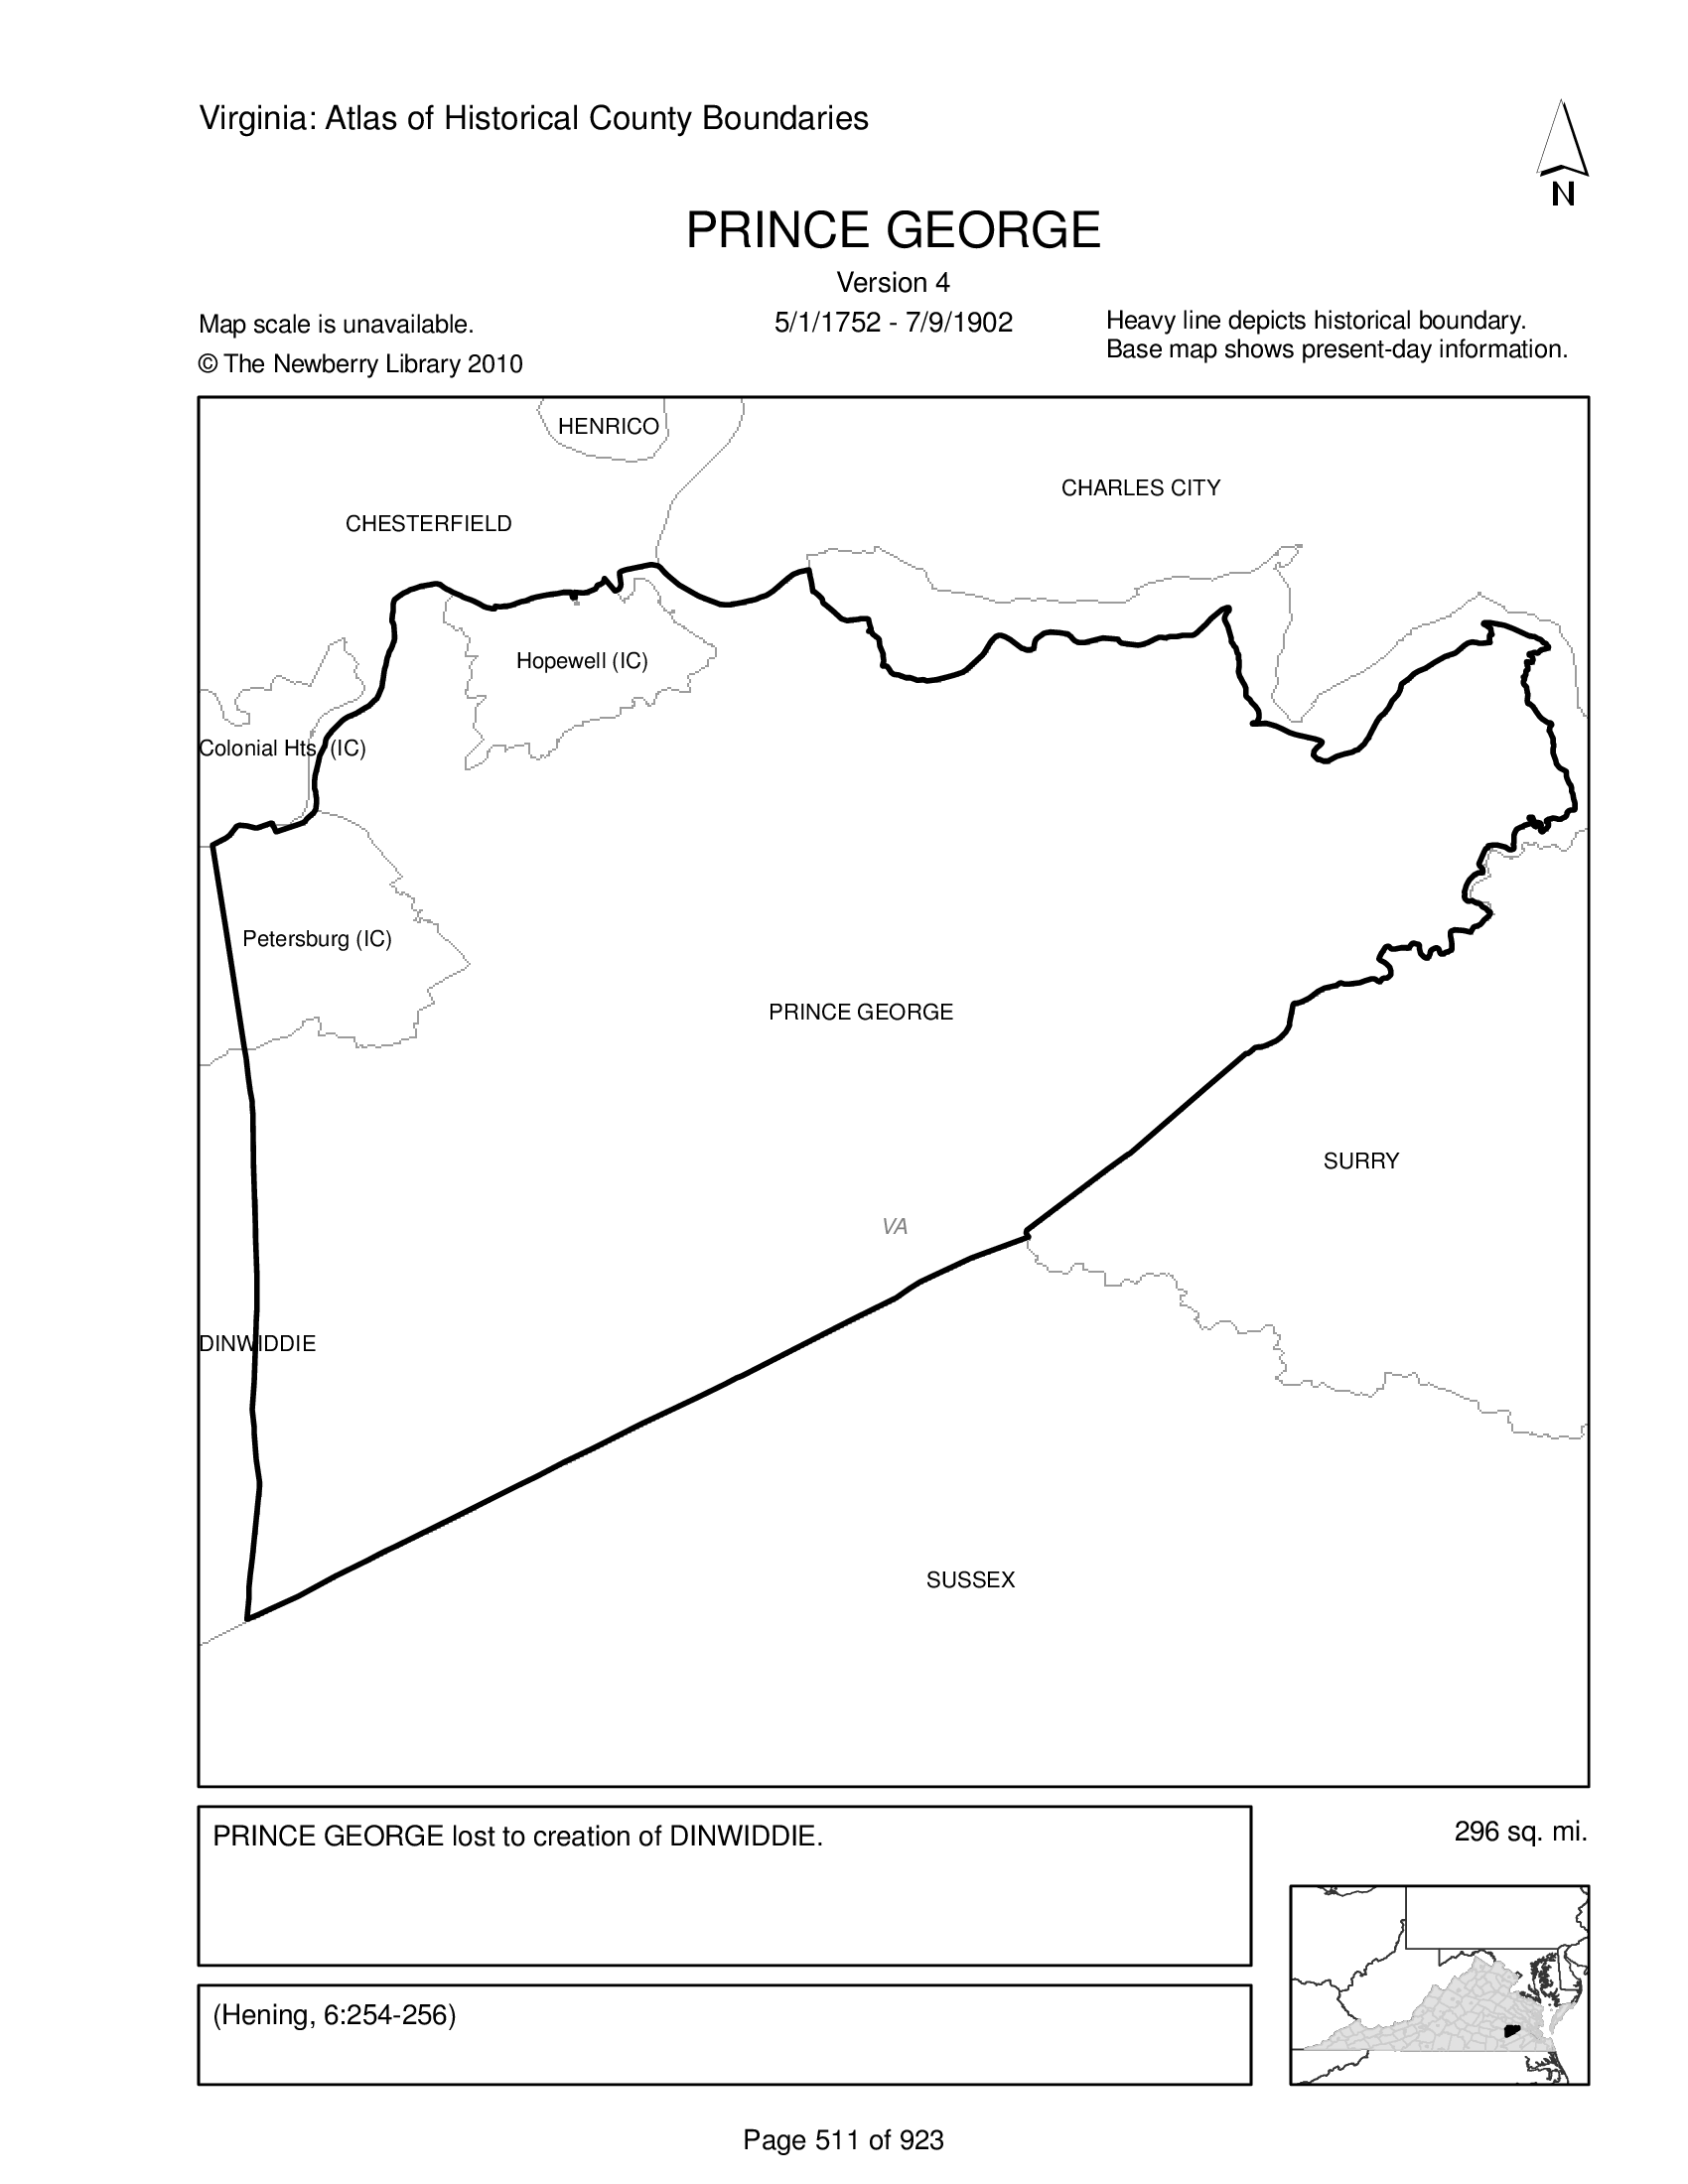 Virginia: Atlas of Historical County Boundaries
N
PRINCE GEORGE
Version 4
5/1/1752 - 7/9/1902
Map scale is unavailable.
© The Newberry Library 2010
Heavy line depicts historical boundary.
Base map shows present-day information.
HENRICO
CHARLES CITY
CHESTERFIELD
Hopewell (IC)
Colonial Hts. (IC)
Petersburg (IC)
PRINCE GEORGE
SURRY
VA
DINWIDDIE
SUSSEX
PRINCE GEORGE lost to creation of DINWIDDIE.
296 sq. mi.
(Hening, 6:254-256)
Page 511 of 923